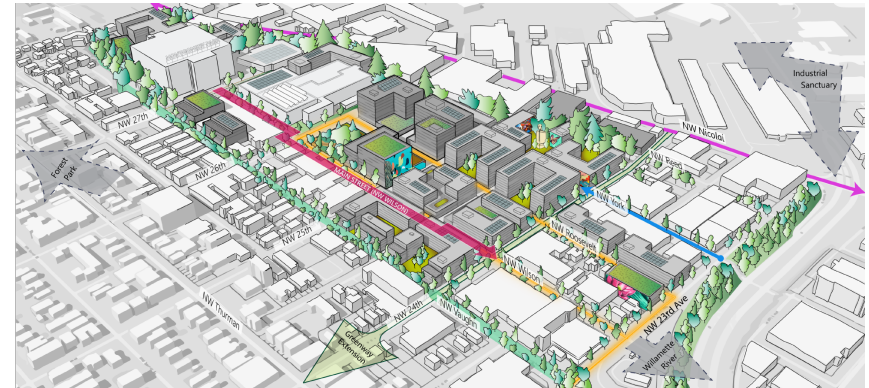 Industrial
Sanctuary
NW Nicolai
NW 27th
NW Reed
Forest
Park
NW 26th
MAIN STREET (NW WILSON)
NW York
NW 25th
NW Roosevelt
NW Wilson
NW Thurman
NW 24th
NW Vaughn
NW 23rd Ave
Greenway
Extension
Willamette
River